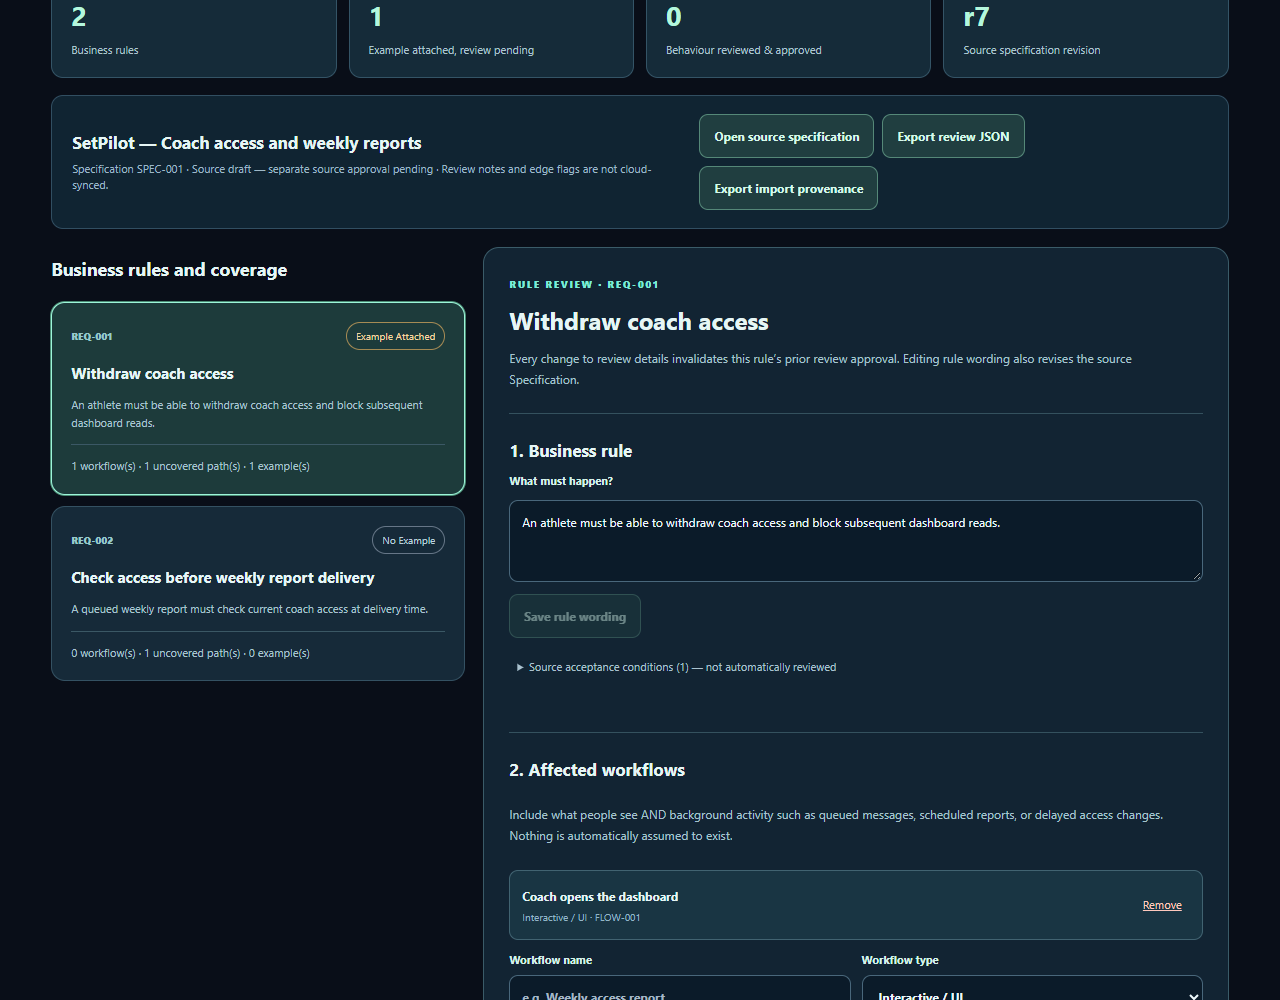 2
Business rules
1
Example attached, review pending
0
Behaviour reviewed & approved
r7
Source specification revision
SetPilot — Coach access and weekly reports
Specification SPEC-001 · Source draft — separate source approval pending · Review notes and edge flags are not cloud-
synced.
Open source specification
Export review JSON
Export import provenance
Business rules and coverage
REQ-001
Example Attached
Withdraw coach access
An athlete must be able to withdraw coach access and block subsequent
dashboard reads.
1 workflow(s) · 1 uncovered path(s) · 1 example(s)
REQ-002
No Example
Check access before weekly report delivery
A queued weekly report must check current coach access at delivery time.
0 workflow(s) · 1 uncovered path(s) · 0 example(s)
RULE REVIEW · REQ-001
Withdraw coach access
Every change to review details invalidates this rule’s prior review approval. Editing rule wording also revises the source
Specification.
1. Business rule
What must happen?
An athlete must be able to withdraw coach access and block subsequent dashboard reads.
Save rule wording
▶ Source acceptance conditions (1) — not automatically reviewed
2. Affected workflows
Include what people see AND background activity such as queued messages, scheduled reports, or delayed access changes.
Nothing is automatically assumed to exist.
Coach opens the dashboard
Interactive / UI · FLOW-001
Remove
Workflow name
Workflow type
e.g. Weekly access report
Interactive / UI